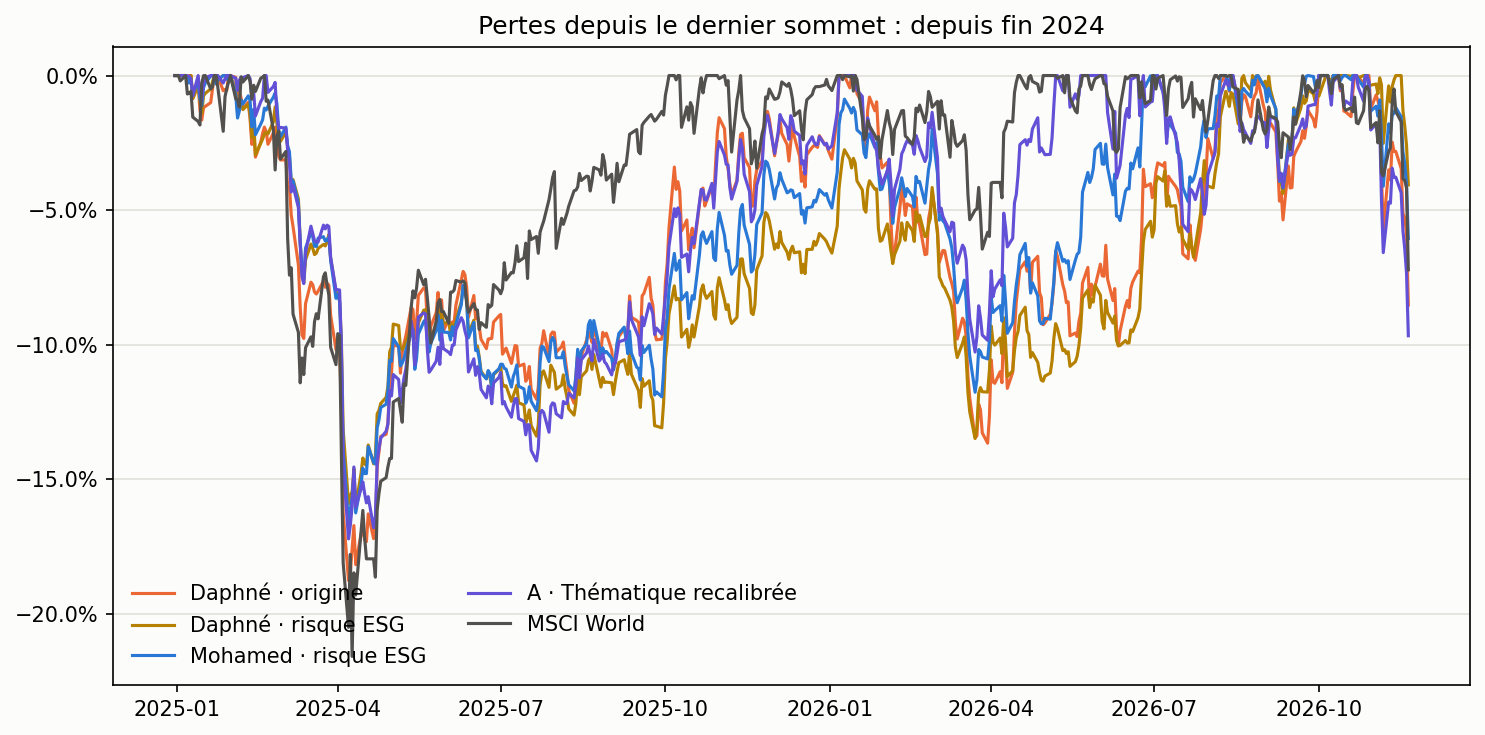 Pertes depuis le dernier sommet : depuis fin 2024
0.0%
−5.0%
−10.0%
−15.0%
−20.0%
Daphné · origine
Daphné · risque ESG
Mohamed · risque ESG
A · Thématique recalibrée
MSCI World
2025-01
2025-04
2025-07
2025-10
2026-01
2026-04
2026-07
2026-10